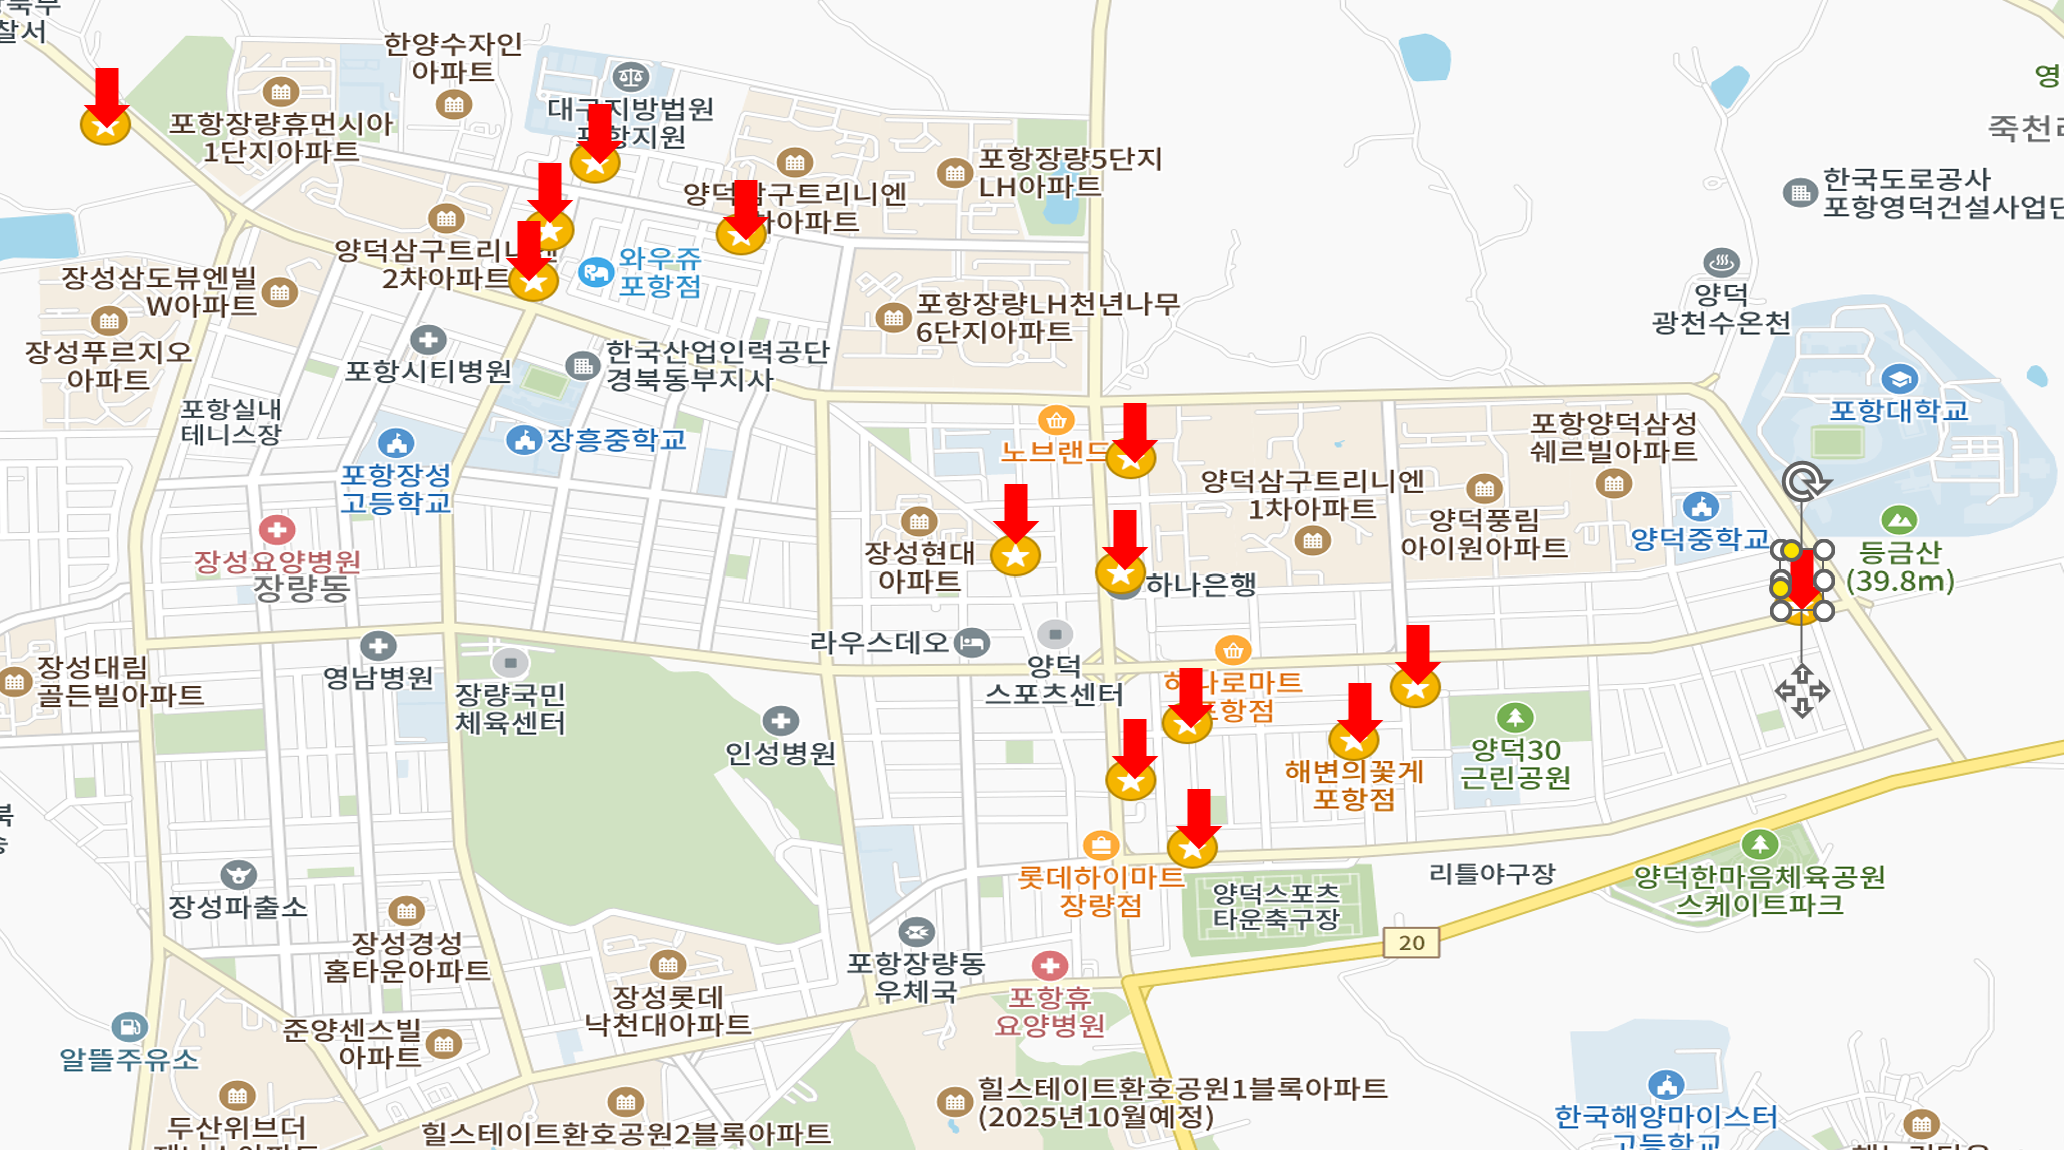 찰서
한양수자인
아파트
대구지방법원
포항지원
포항장량휴먼시아
1단지아파트
포항장량5단지
LH아파트
양덕삼구트리니엔
차아파트
한국도로공사
포항영덕건설사업단
영
죽천리
양덕삼구트리니엔
2차아파트
와우쥬
포항점
장성삼도뷰엔빌
W아파트
장성푸르지오
아파트
포항장량LH천년나무
6단지아파트
양덕
광천수온천
포항시티병원
한국산업인력공단
경북동부지사
포항실내
테니스장
포항장성
고등학교
장흥중학교
노브랜드
포항대학교
포항양덕삼성
쉐르빌아파트
양덕삼구트리니엔
1차아파트
양덕풍림
아이원아파트
양덕중학교
등금산
(39.8m)
장성요양병원
장량동
장성현대
아파트
하나은행
라우스데오
양덕
스포츠센터
하나로마트
포항점
장성대림
골든빌아파트
영남병원
장량국민
체육센터
인성병원
해변의꽃게
포항점
양덕30
근린공원
북
장성파출소
장성경성
홈타운아파트
롯데하이마트
장량점
양덕스포츠
타운축구장
리틀야구장
양덕한마음체육공원
스케이트파크
20
포항장량동
우체국
포항휴
요양병원
장성롯데
낙천대아파트
준양센스빌
아파트
알뜰주유소
두산위브더
힐스테이트환호공원2블록아파트
힐스테이트환호공원1블록아파트
(2025년10월예정)
한국해양마이스터
고등학교